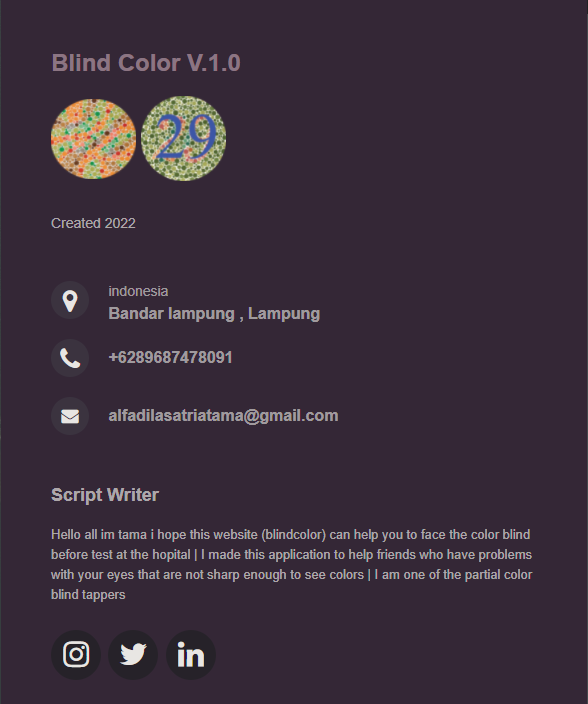 Blind Color V.1.0
29
Created 2022
indonesia
Bandar lampung , Lampung
+6289687478091
alfadilasatriatama@gmail.com
Script Writer
Hello all im tama i hope this website (blindcolor) can help you to face the color blind
before test at the hopital | I made this application to help friends who have problems
with your eyes that are not sharp enough to see colors | I am one of the partial color
blind tappers
in